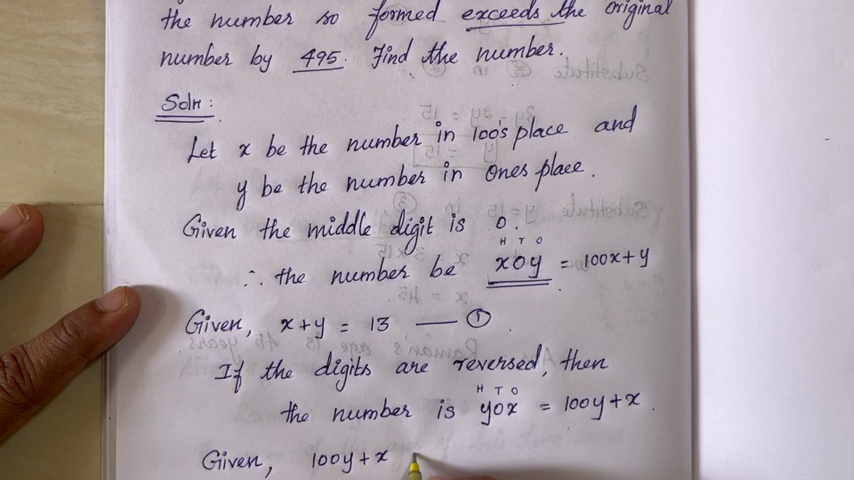 the number so formed exceeds the original
number by 495. Find the number.
Soln:
Let x be the number in 100's place and
y be the number in ones place.
Given the middle digit is 0.
H T O
∴ the number be x0y = 100x+y
Given, x+y = 13 — ①
If the digits are reversed, then
H T O
the number is y0x = 100y+x.
Given, 100y+x